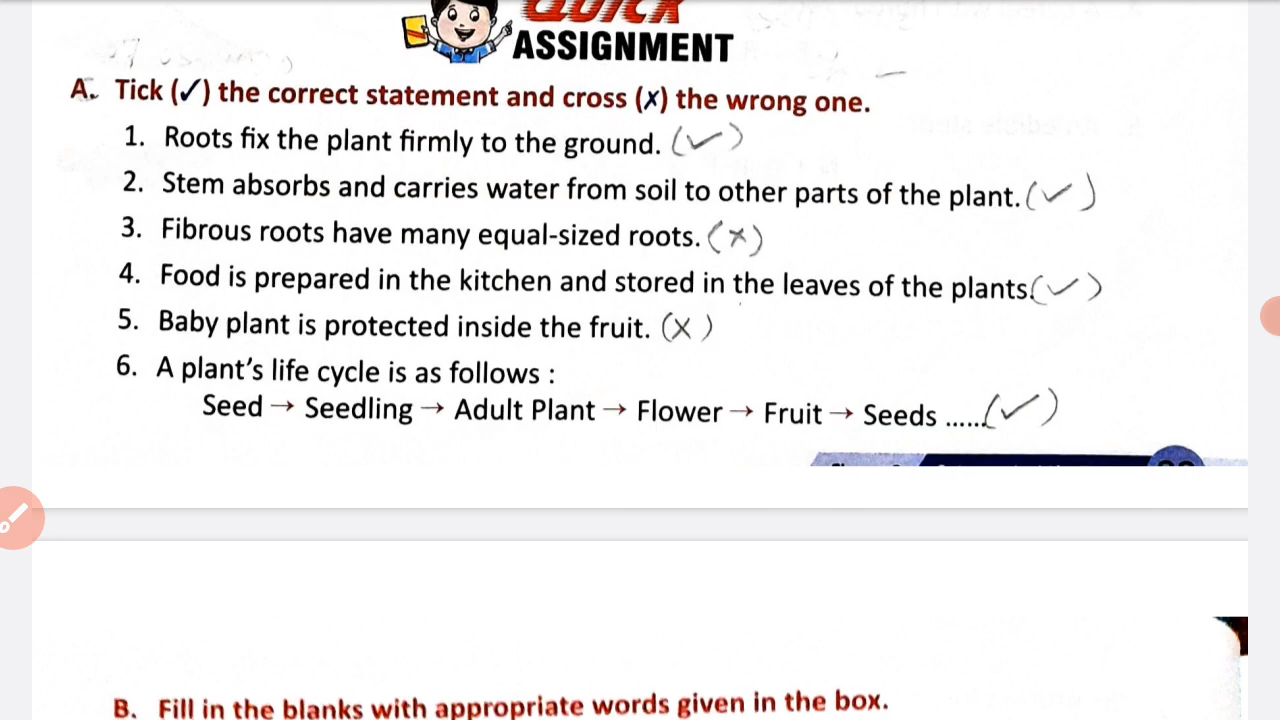 QUICK
ASSIGNMENT
A. Tick (✓) the correct statement and cross (✗) the wrong one.
1. Roots fix the plant firmly to the ground. (✓)
2. Stem absorbs and carries water from soil to other parts of the plant. (✓)
3. Fibrous roots have many equal-sized roots. (×)
4. Food is prepared in the kitchen and stored in the leaves of the plants. (✓)
5. Baby plant is protected inside the fruit. (×)
6. A plant's life cycle is as follows :
Seed → Seedling → Adult Plant → Flower → Fruit → Seeds ......(✓)
B. Fill in the blanks with appropriate words given in the box.